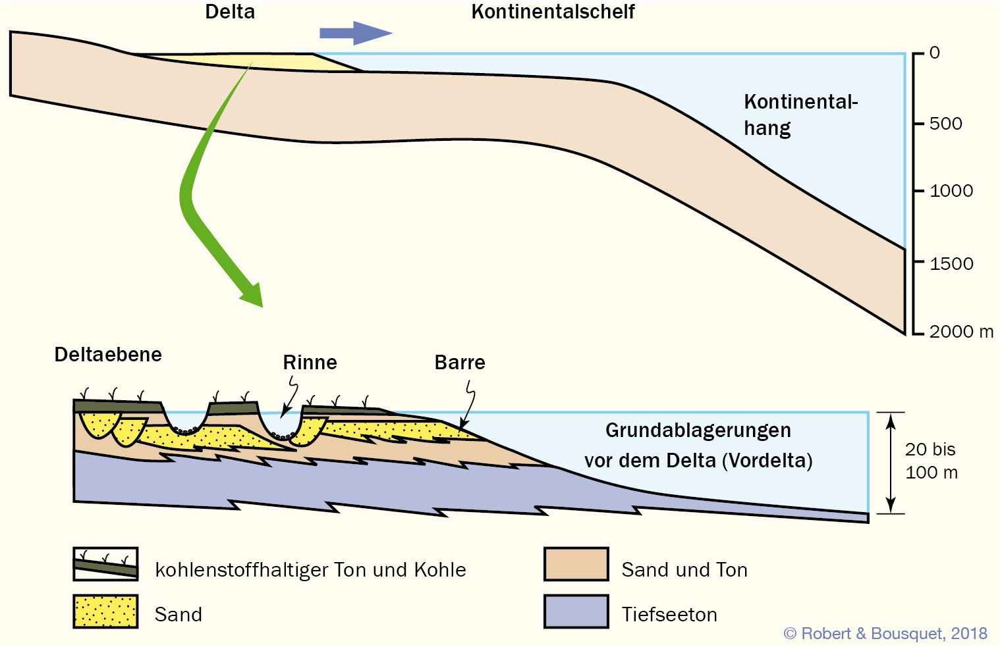 Delta
Kontinentalschelf
0
Kontinental-
hang
500
1000
1500
2000 m
Deltaebene
Rinne
Barre
Grundablagerungen
vor dem Delta (Vordelta)
20 bis
100 m
kohlenstoffhaltiger Ton und Kohle
Sand und Ton
Sand
Tiefseeton
© Robert & Bousquet, 2018